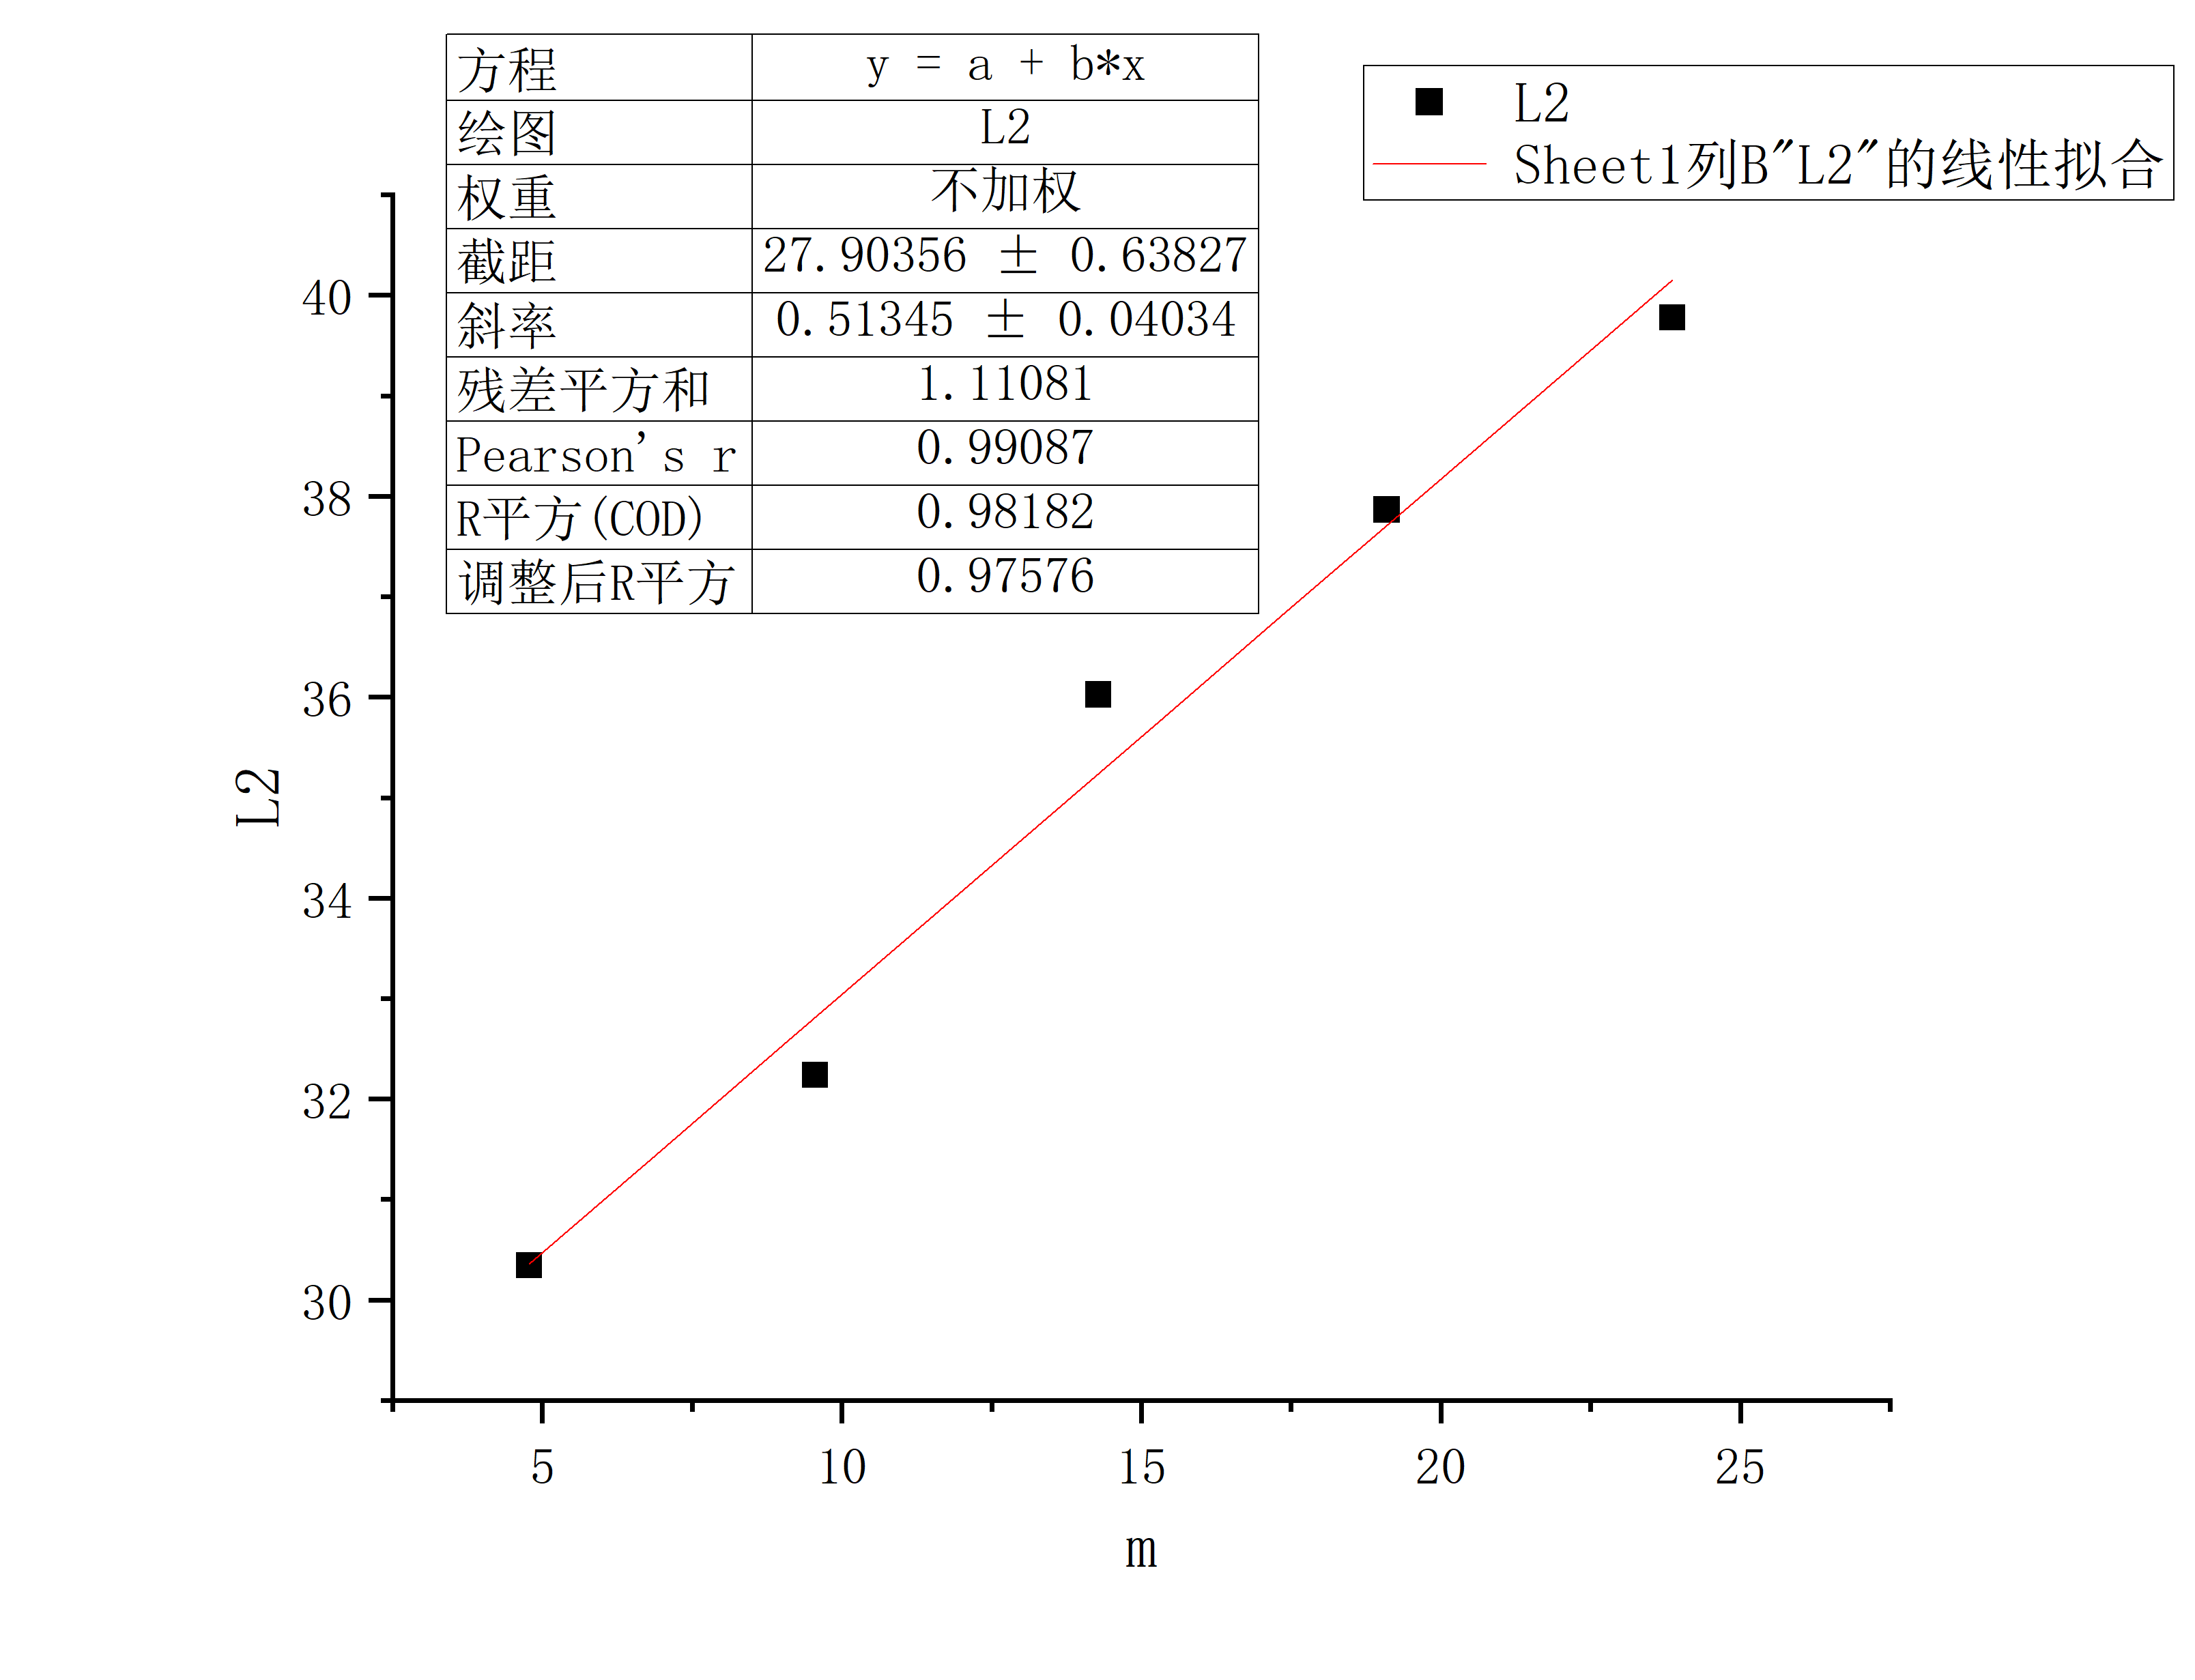 方程 y = a + b*x
绘图 L2
权重 不加权
截距 27.90356 ± 0.63827
斜率 0.51345 ± 0.04034
残差平方和 1.11081
Pearson's r 0.99087
R平方(COD) 0.98182
调整后R平方 0.97576
L2
Sheet1列B"L2"的线性拟合
40
38
36
34
32
30
L2
5 10 15 20 25
m